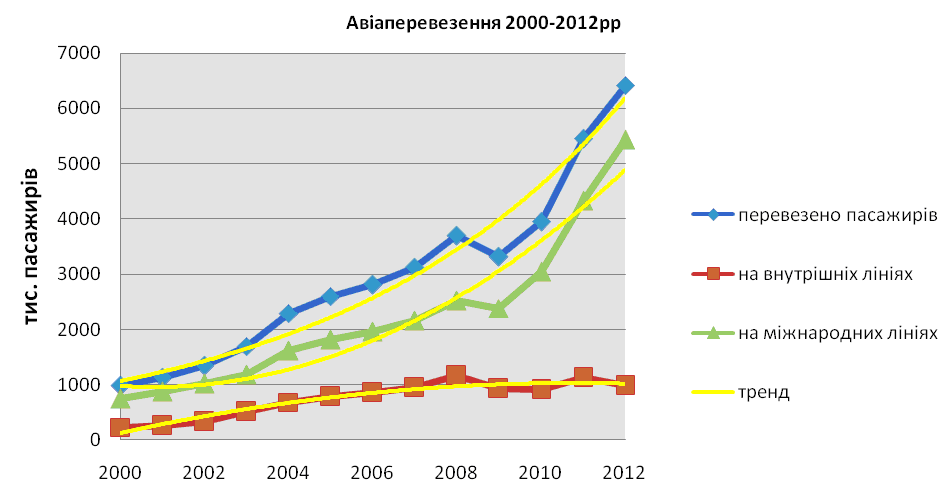 Авіаперевезення 2000-2012рр
тис. пасажирів
7000
6000
5000
4000
3000
2000
1000
0
2000 2002 2004 2006 2008 2010 2012
перевезено пасажирів
на внутрішніх лініях
на міжнародних лініях
тренд